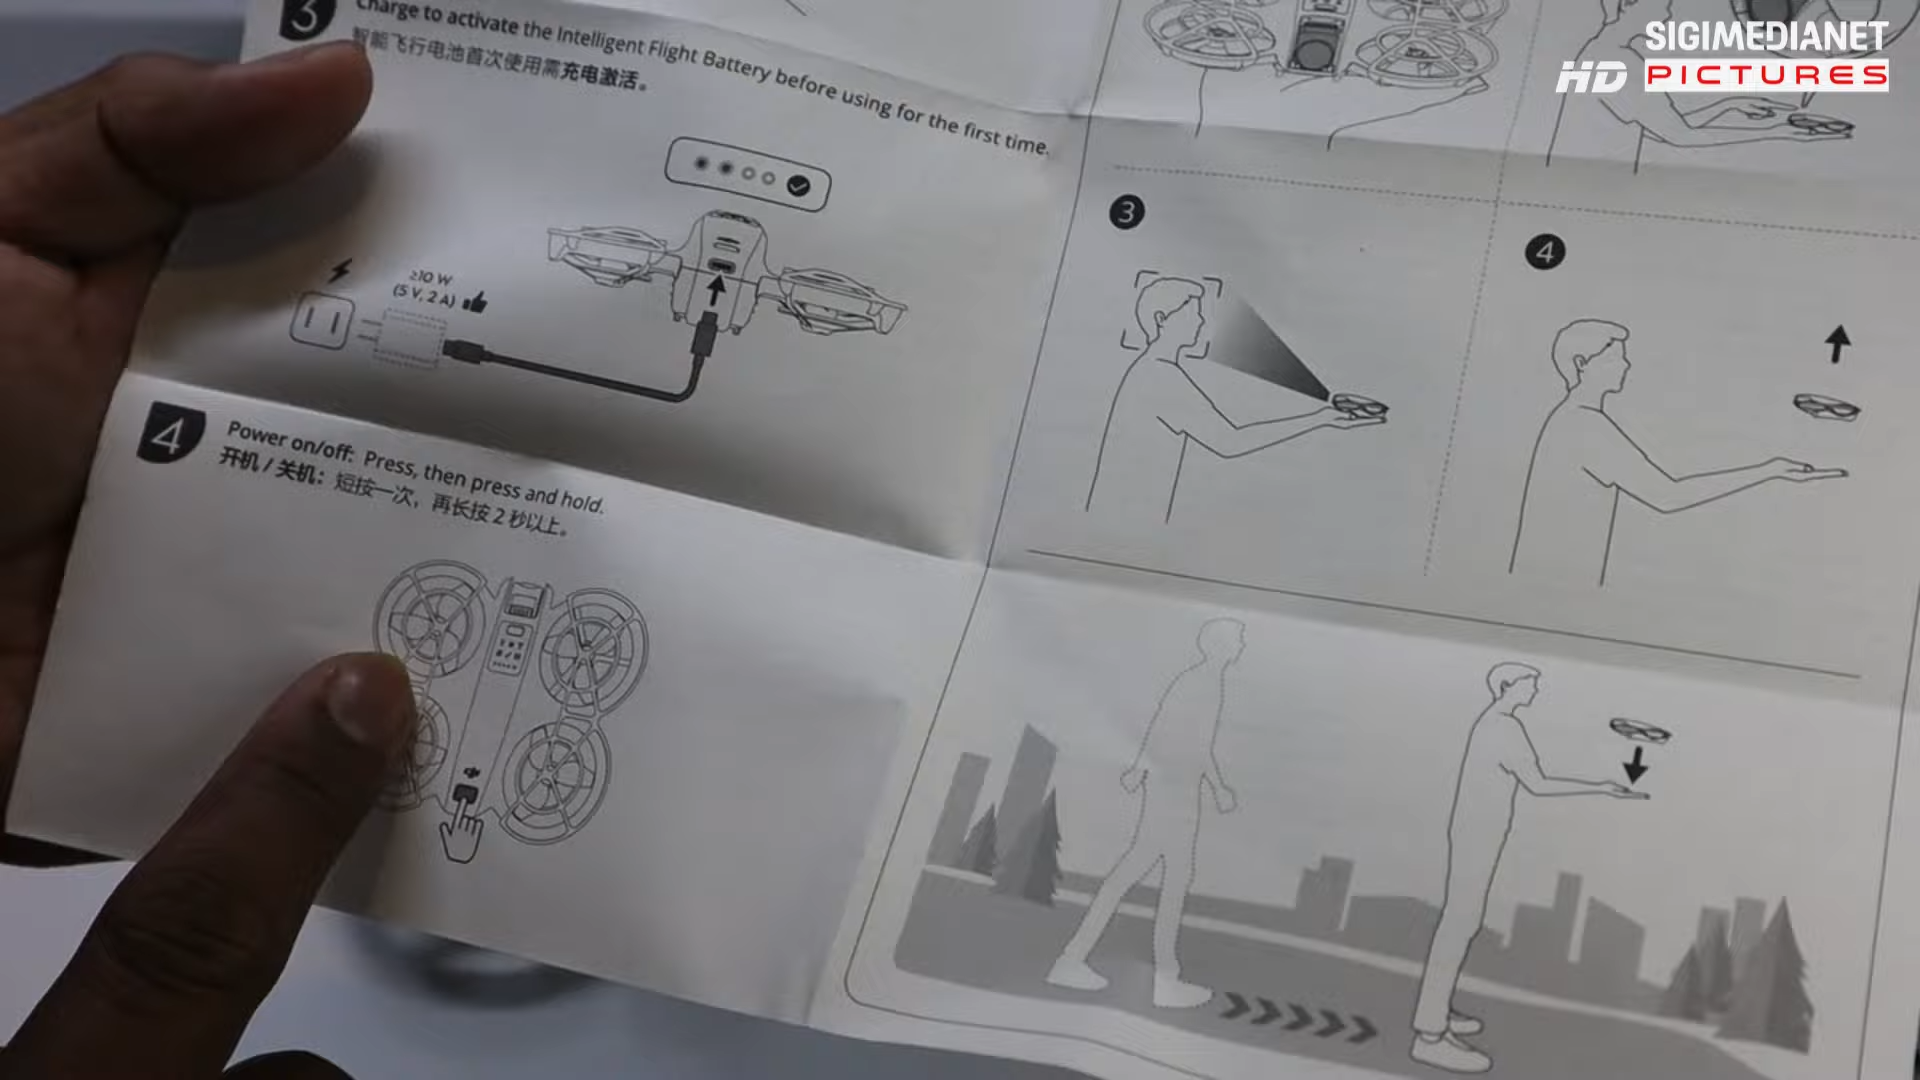 3
Charge to activate the Intelligent Flight Battery before using for the first time.
智能飞行电池首次使用需充电激活。
≥10 W
(5 V, 2 A)
4
Power on/off: Press, then press and hold.
开机 / 关机：短按一次，再长按 2 秒以上。
3
4
SIGIMEDIANET
HD PICTURES